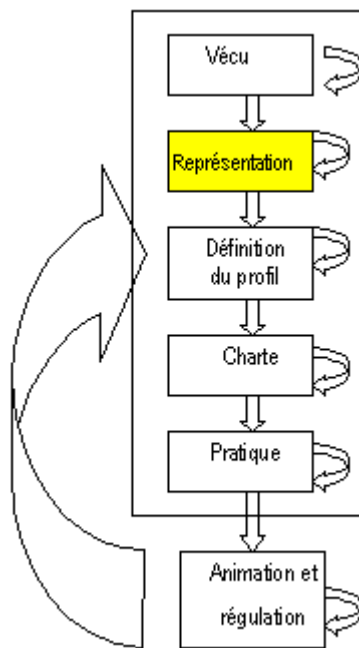 Vécu
Représentation
Définition
du profil
Charte
Pratique
Animation et
régulation